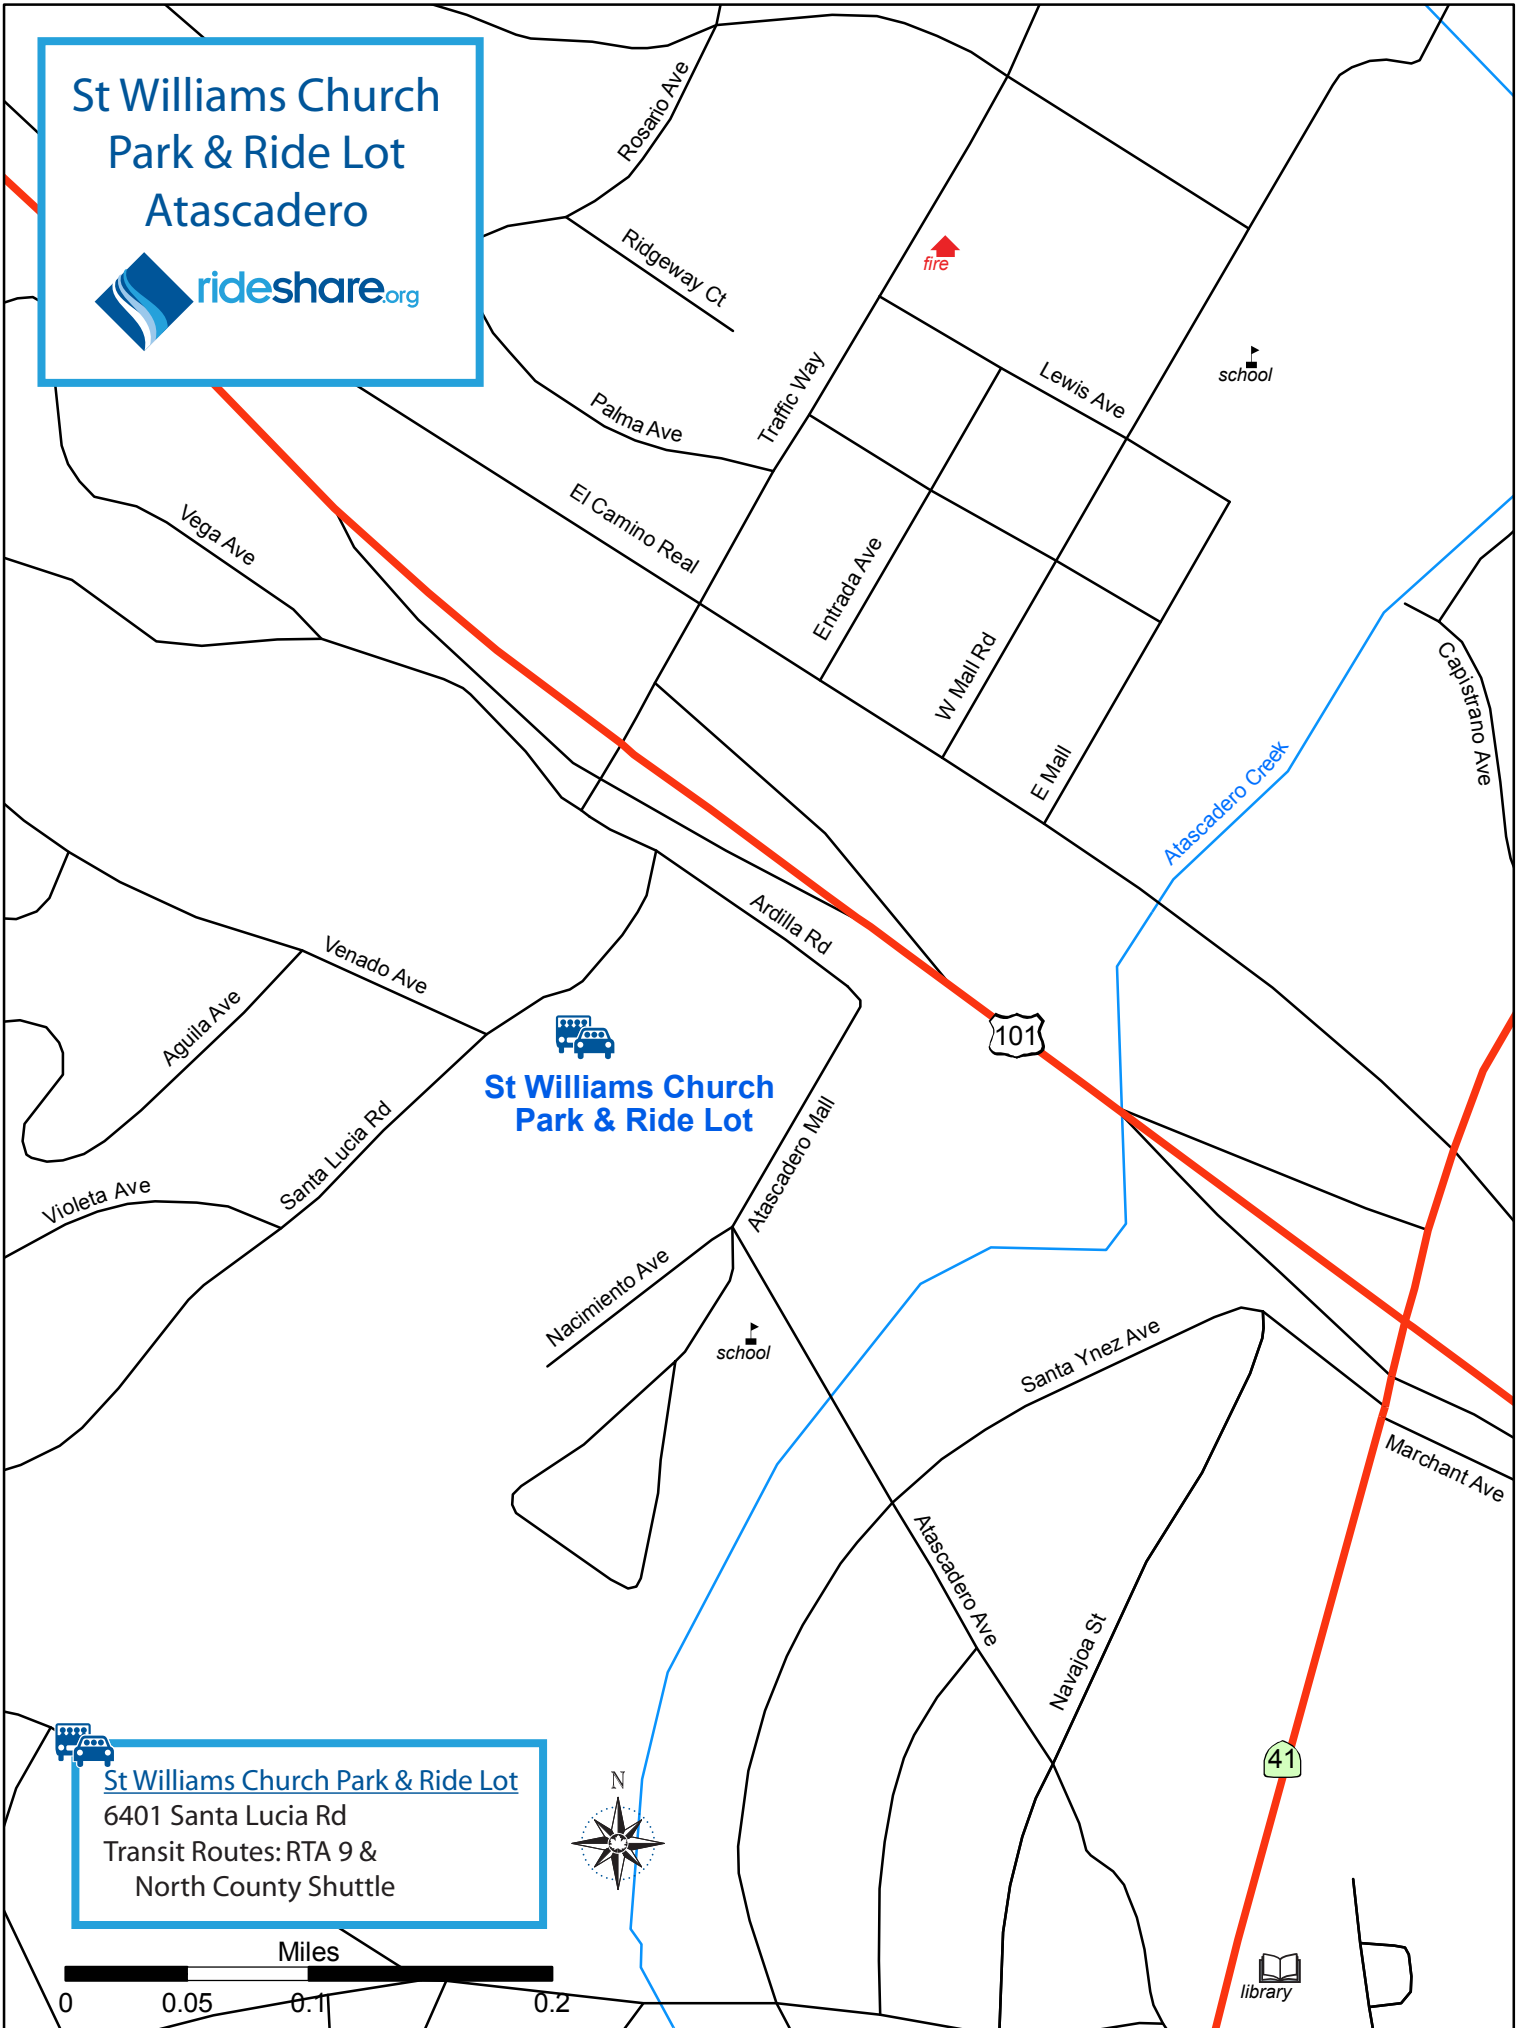 St Williams Church
Park & Ride Lot
Atascadero
rideshare.org
Rosario Ave
Ridgeway Ct
fire
school
Traffic Way
Lewis Ave
Palma Ave
El Camino Real
Vega Ave
Entrada Ave
W Mall Rd
E Mall
Capistrano Ave
Atascadero Creek
Ardilla Rd
Venado Ave
Aguila Ave
101
St Williams Church
Park & Ride Lot
Atascadero Mall
Santa Lucia Rd
Violeta Ave
Nacimiento Ave
school
Santa Ynez Ave
Marchant Ave
Atascadero Ave
Navajoa St
41
St Williams Church Park & Ride Lot
6401 Santa Lucia Rd
Transit Routes: RTA 9 &
North County Shuttle
N
Miles
0 0.05 0.1 0.2
library